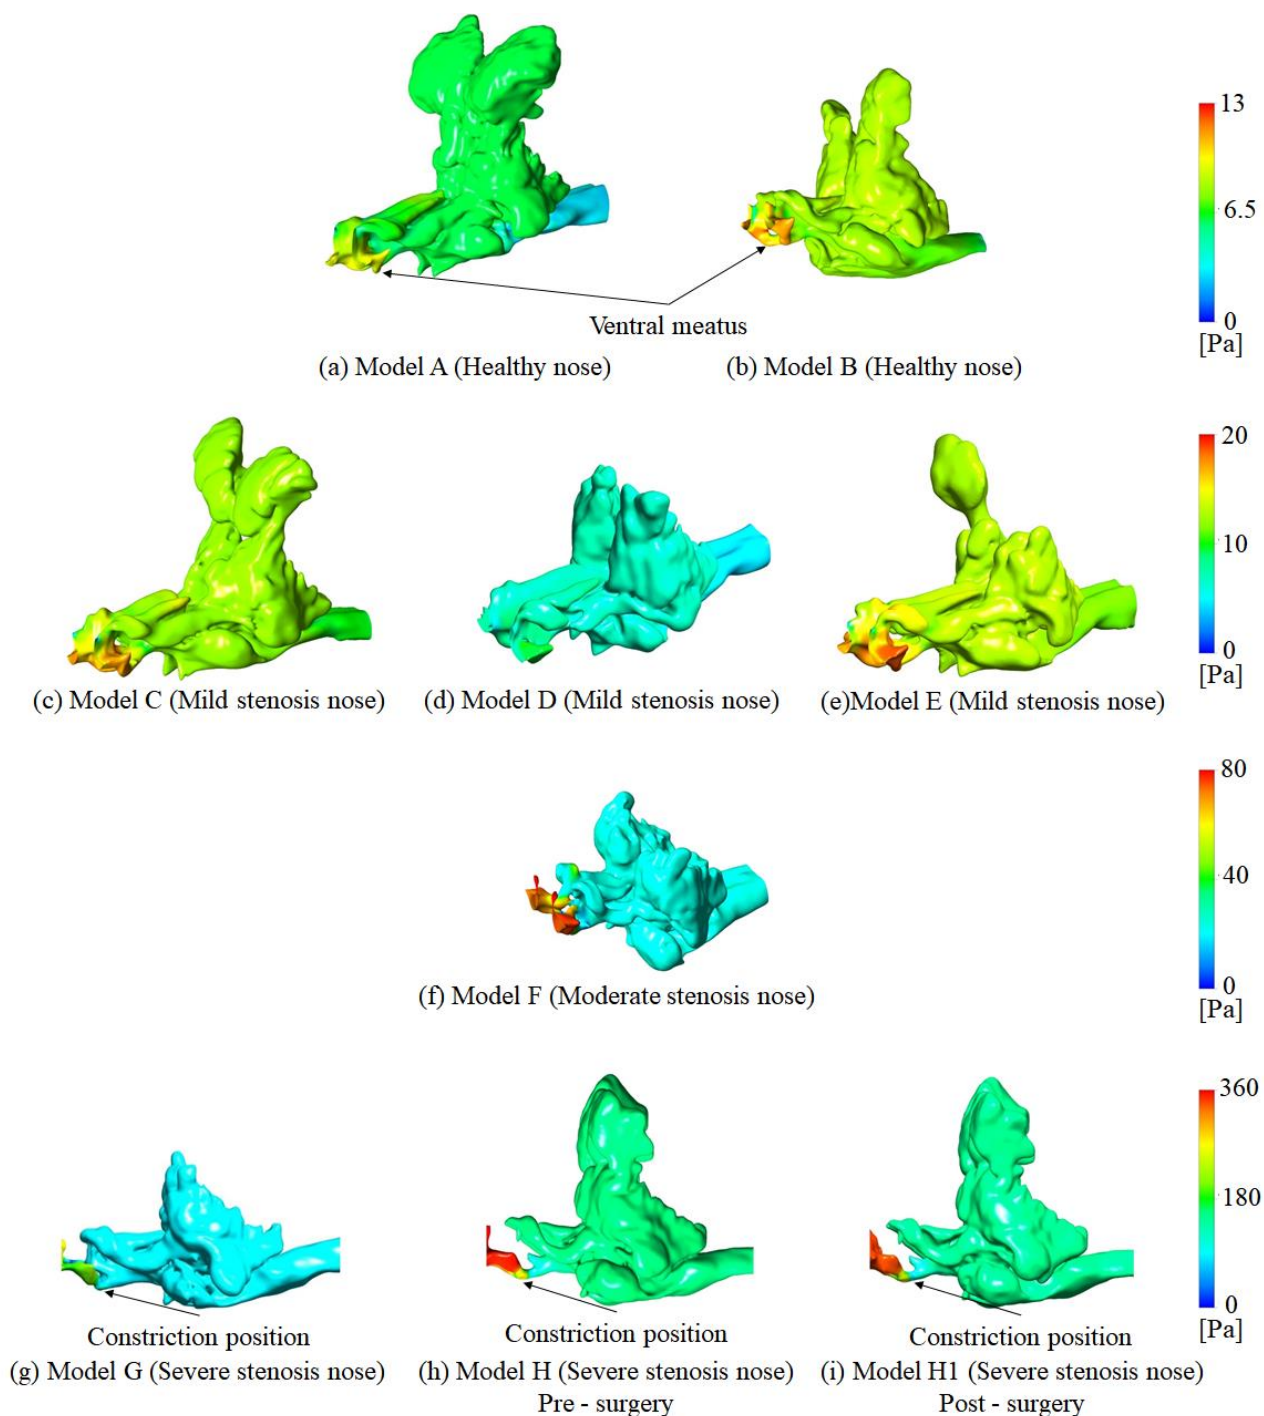 13
6.5
0
[Pa]
Ventral meatus
(a) Model A (Healthy nose)
(b) Model B (Healthy nose)
20
10
0
[Pa]
(c) Model C (Mild stenosis nose)
(d) Model D (Mild stenosis nose)
(e)Model E (Mild stenosis nose)
80
40
0
[Pa]
(f) Model F (Moderate stenosis nose)
360
180
0
[Pa]
Constriction position
Constriction position
Constriction position
(g) Model G (Severe stenosis nose)
(h) Model H (Severe stenosis nose)
Pre - surgery
(i) Model H1 (Severe stenosis nose)
Post - surgery